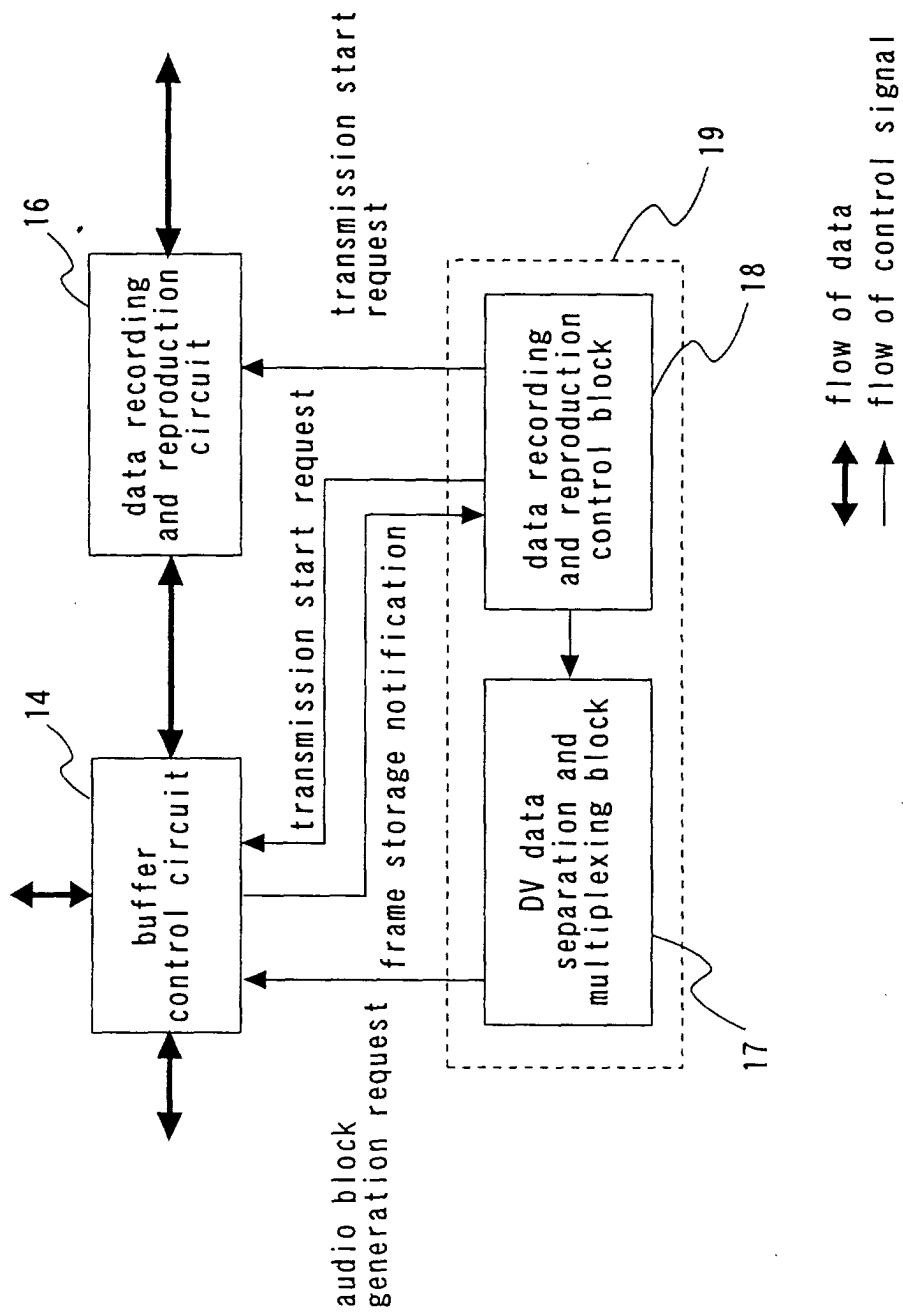 14
buffer
control circuit
16
data recording
and reproduction
circuit
audio block
generation request
frame storage notification
transmission start request
transmission start
request
DV data
separation and
multiplexing block
17
data recording
and reproduction
control block
18
19
flow of data
flow of control signal